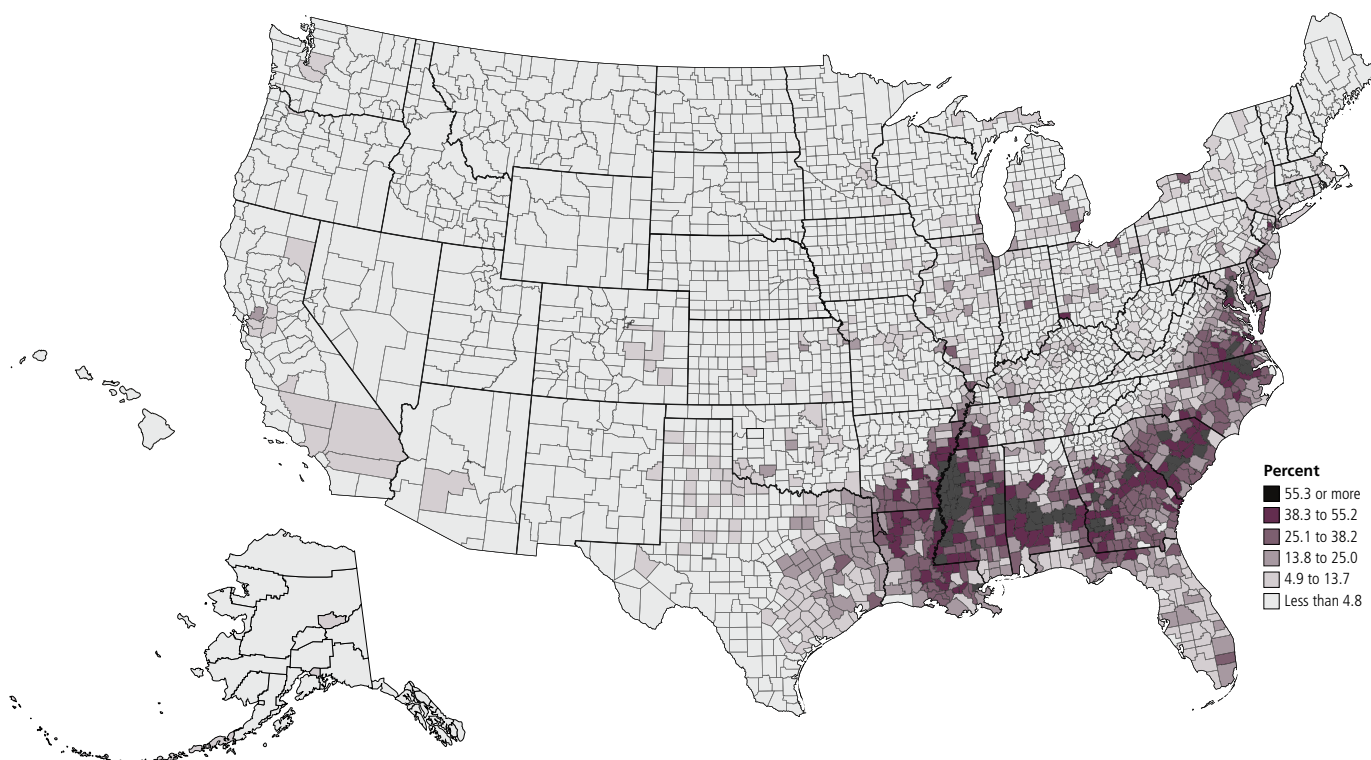 Percent
55.3 or more
38.3 to 55.2
25.1 to 38.2
13.8 to 25.0
4.9 to 13.7
Less than 4.8